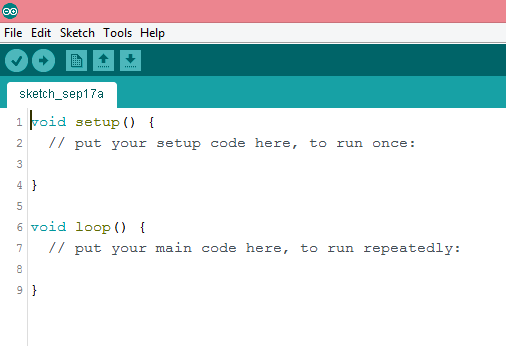 File Edit Sketch Tools Help
sketch_sep17a
1 void setup() {
2   // put your setup code here, to run once:
3
4 }
5
6 void loop() {
7   // put your main code here, to run repeatedly:
8
9 }